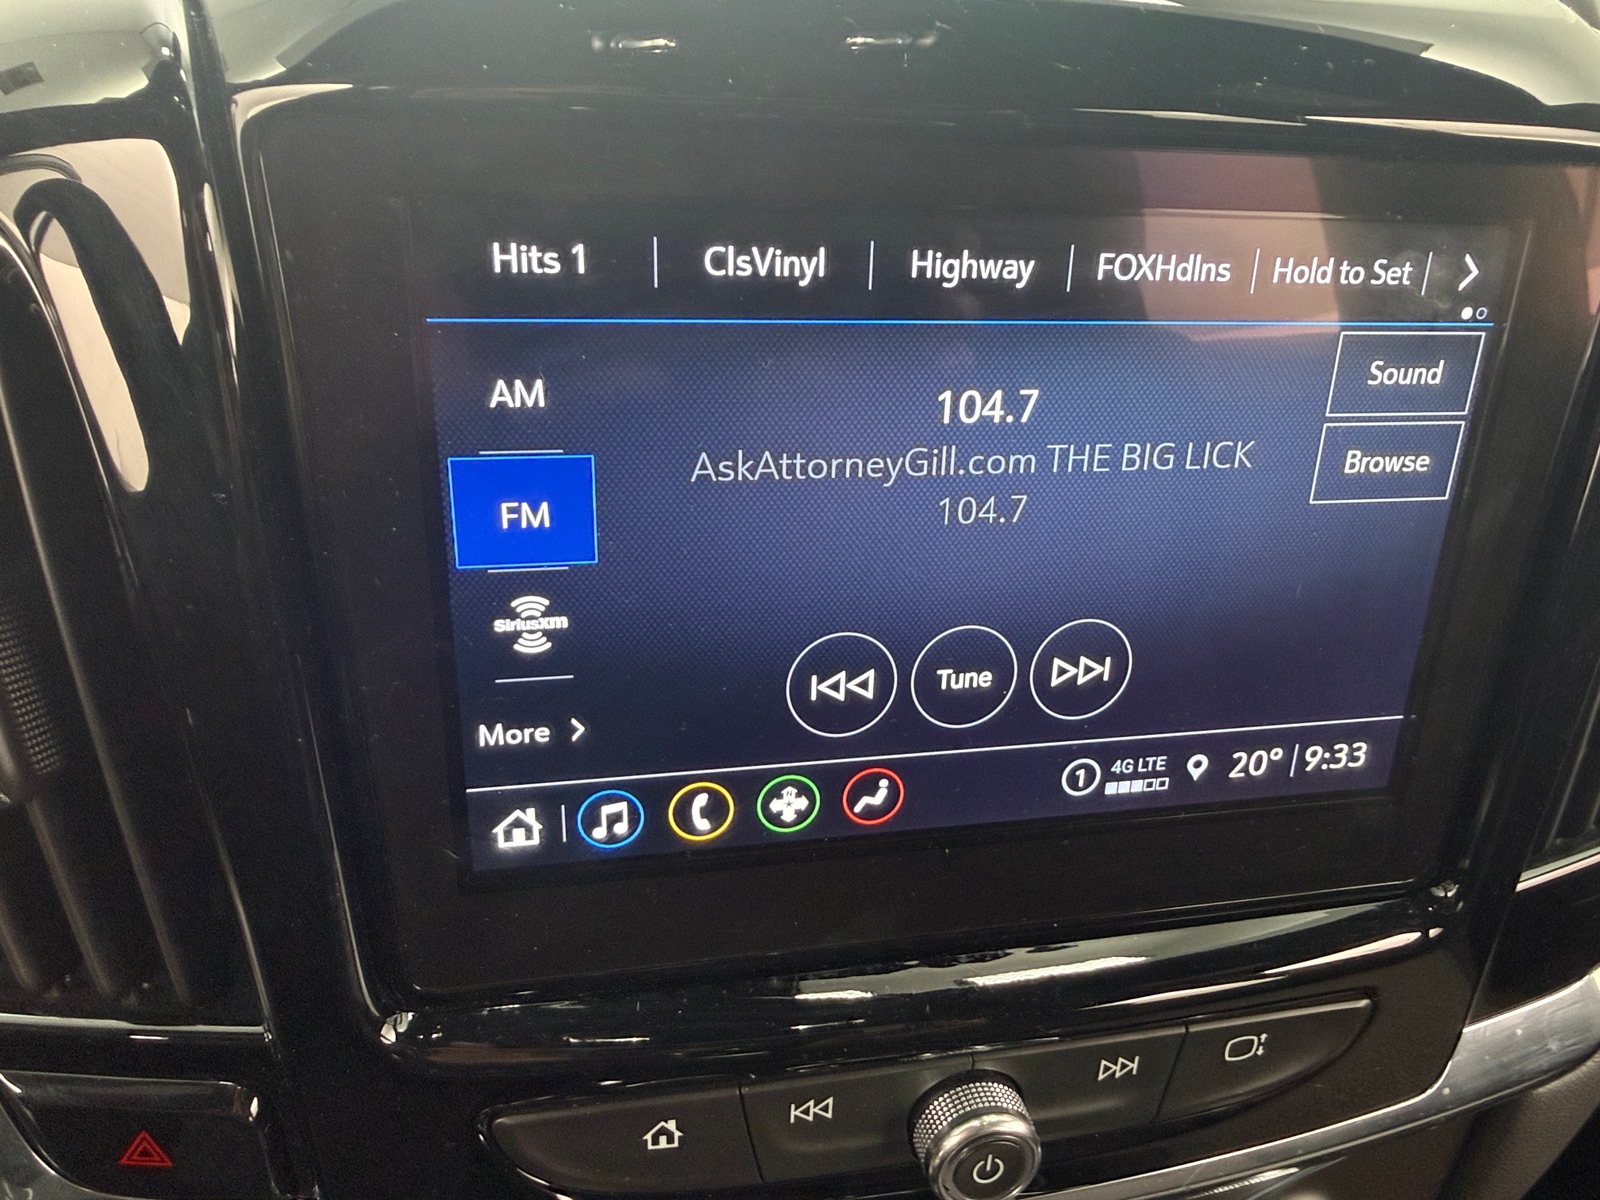 Hits 1 | ClsVinyl | Highway | FOXHdlns | Hold to Set |
AM
104.7
Sound
AskAttorneyGill.com THE BIG LICK
104.7
Browse
FM
SiriusXM
Tune
More
1 4G LTE 20° | 9:33
N